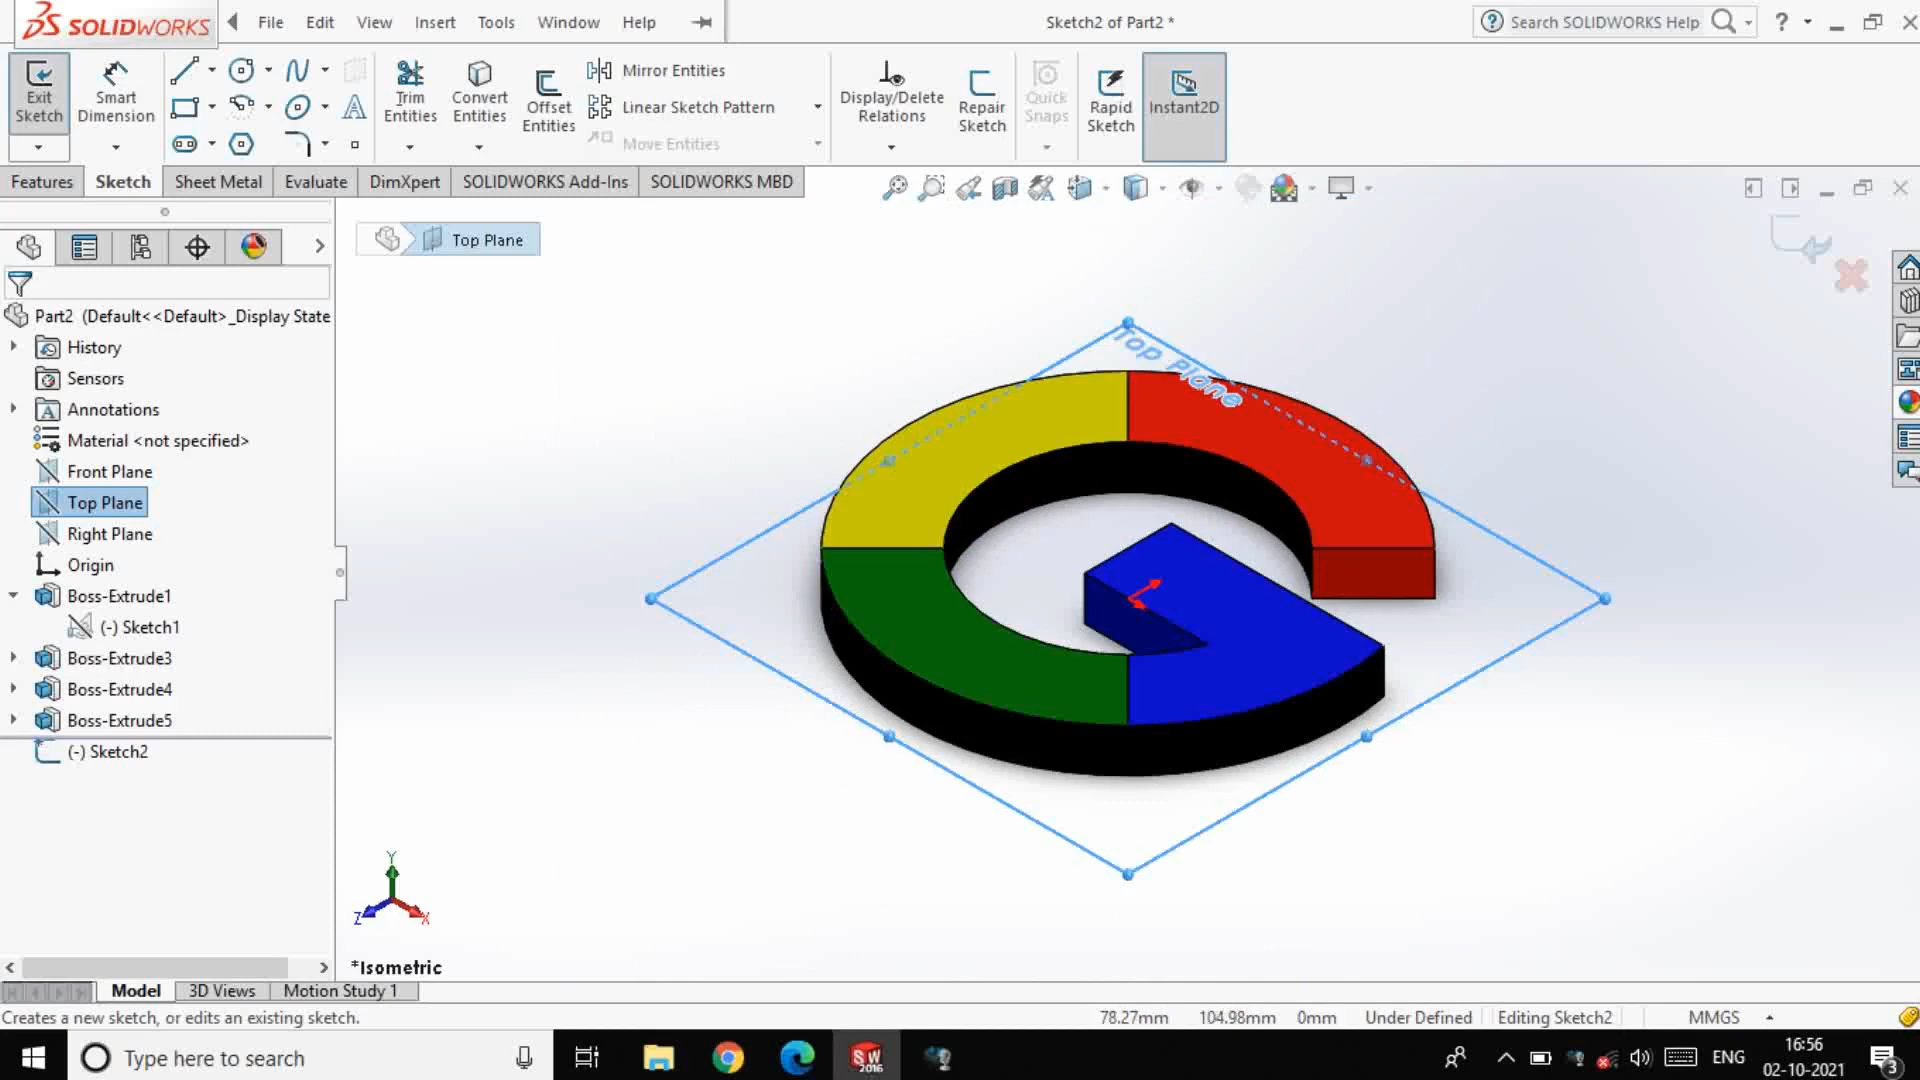 SOLIDWORKS File Edit View Insert Tools Window Help Sketch2 of Part2 * Search SOLIDWORKS Help ?
Exit Sketch
Smart Dimension
Trim Entities
Convert Entities
Offset Entities
Mirror Entities
Linear Sketch Pattern
Move Entities
Display/Delete Relations
Repair Sketch
Quick Snaps
Rapid Sketch
Instant2D
Features Sketch Sheet Metal Evaluate DimXpert SOLIDWORKS Add-Ins SOLIDWORKS MBD
Top Plane
Part2 (Default<<Default>_Display State
History
Sensors
Annotations
Material <not specified>
Front Plane
Top Plane
Right Plane
Origin
Boss-Extrude1
(-) Sketch1
Boss-Extrude3
Boss-Extrude4
Boss-Extrude5
(-) Sketch2
Top Plane
Y
Z
X
*Isometric
Model 3D Views Motion Study 1
Creates a new sketch, or edits an existing sketch. 78.27mm 104.98mm 0mm Under Defined Editing Sketch2 MMGS
Type here to search
SW 2016
ENG
16:56
02-10-2021
3